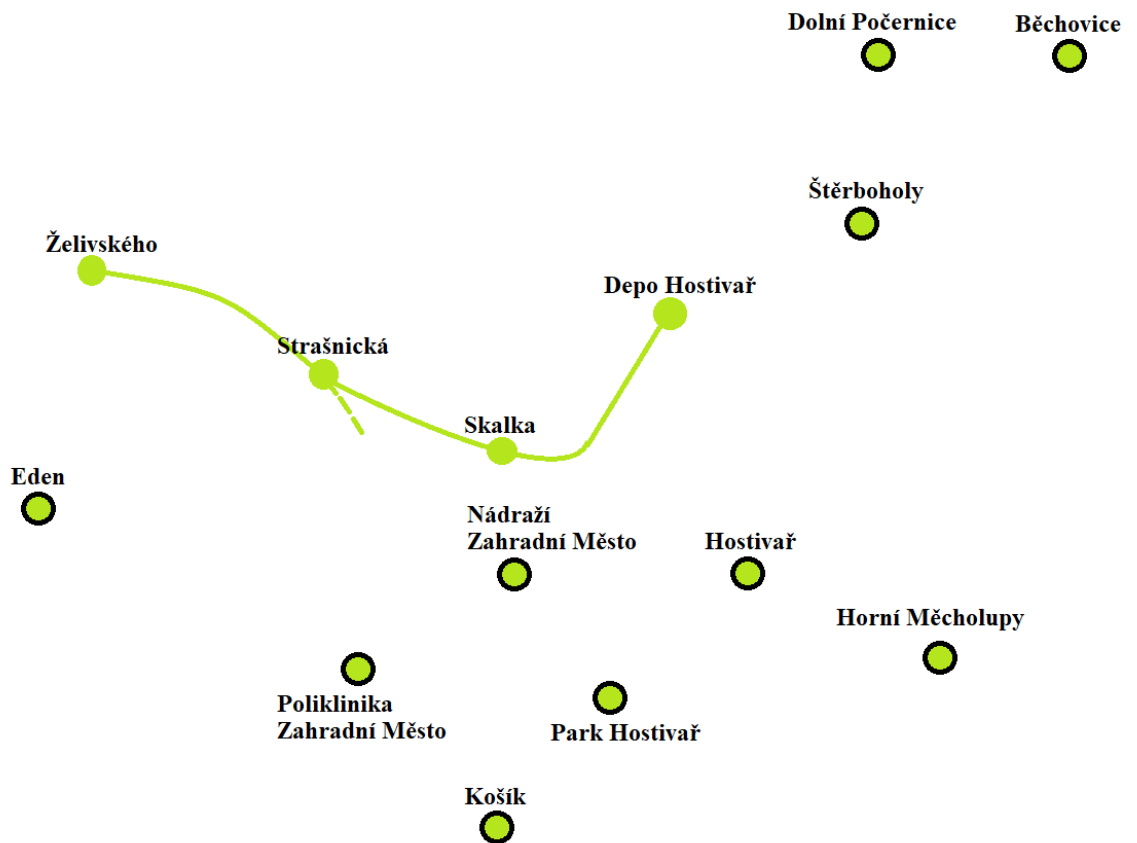 Dolní Počernice
Běchovice
Štěrboholy
Želivského
Depo Hostivař
Strašnická
Skalka
Eden
Nádraží
Zahradní Město
Hostivař
Horní Měcholupy
Poliklinika
Zahradní Město
Park Hostivař
Košík